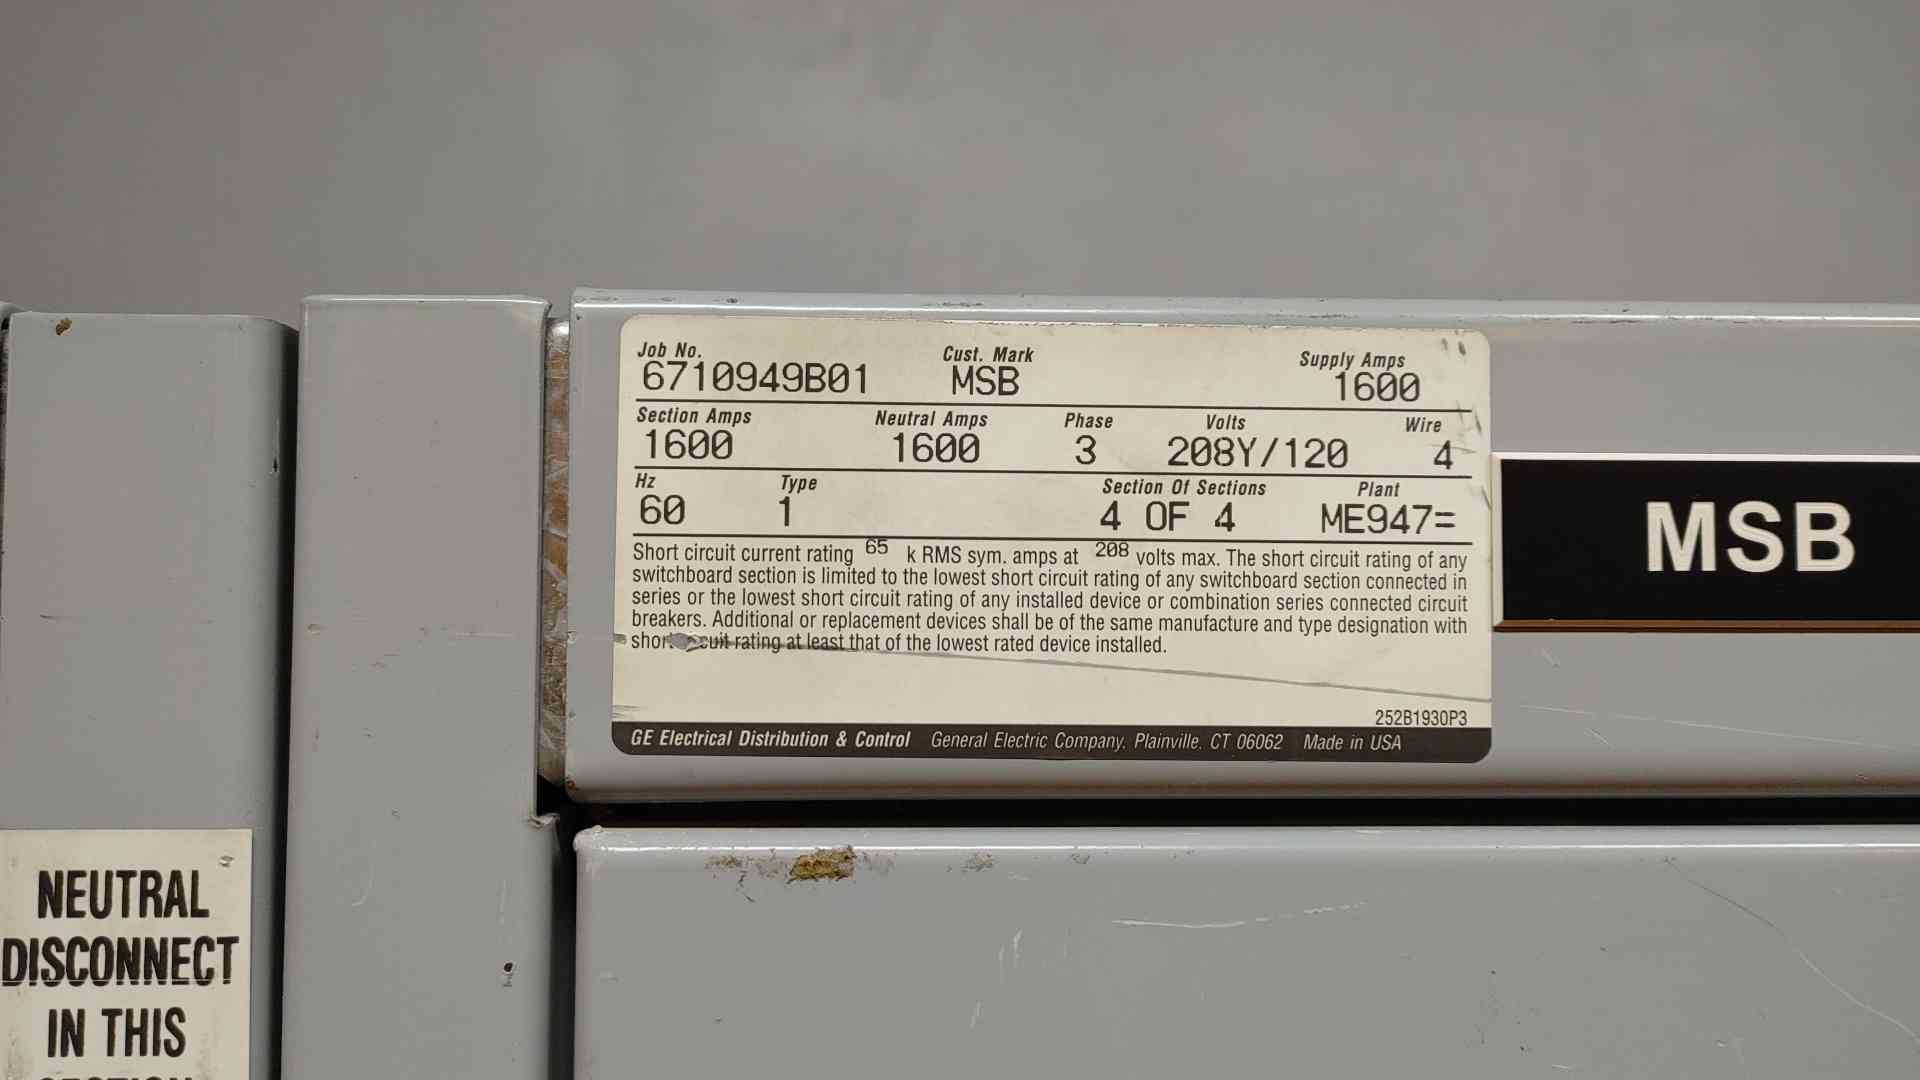 Job No. Cust. Mark Supply Amps
6710949B01 MSB 1600
Section Amps Neutral Amps Phase Volts Wire
1600 1600 3 208Y/120 4
Hz Type Section Of Sections Plant
60 1 4 OF 4 ME947=
Short circuit current rating 65 k RMS sym. amps at 208 volts max. The short circuit rating of any
switchboard section is limited to the lowest short circuit rating of any switchboard section connected in
series or the lowest short circuit rating of any installed device or combination series connected circuit
breakers. Additional or replacement devices shall be of the same manufacture and type designation with
rating at least that of the lowest rated device installed.
252B1930P3
GE Electrical Distribution & Control General Electric Company, Plainville, CT 06062 Made in USA
MSB
NEUTRAL
DISCONNECT
IN THIS